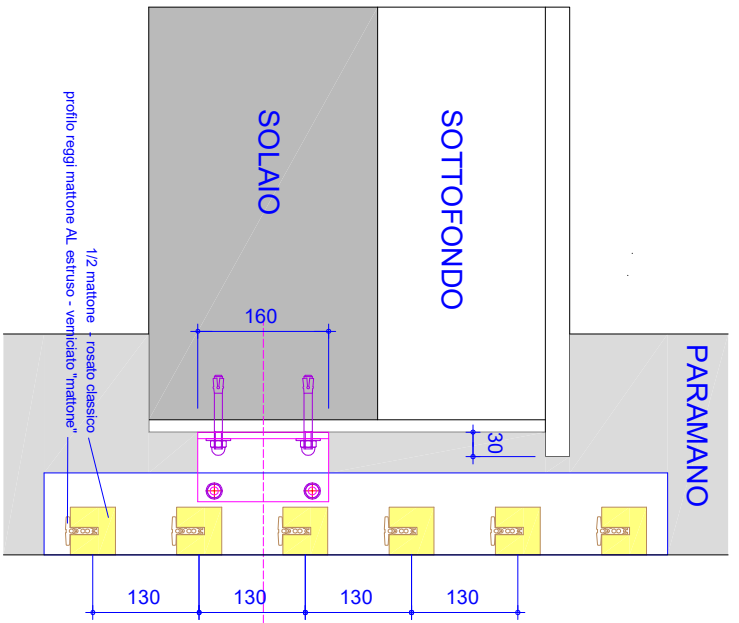 SOLAIO
SOTTOFONDO
PARAMANO
1/2 mattone - rosato classico
profilo reggi mattone AL estruso - verniciato "mattone"
160
30
130
130
130
130